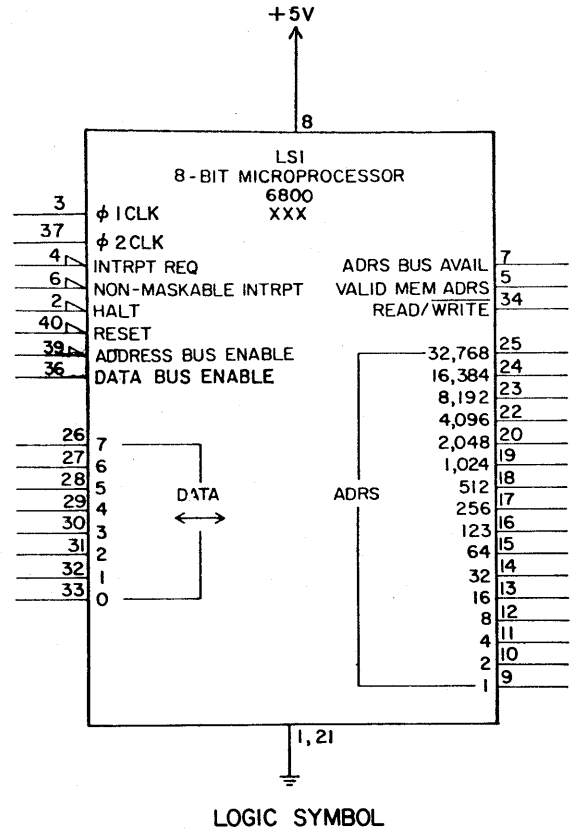 +5V
8
LSI
8-BIT MICROPROCESSOR
6800
XXX
3 ϕ1CLK
37 ϕ2CLK
4 INTRPT REQ
6 NON-MASKABLE INTRPT
2 HALT
40 RESET
39 ADDRESS BUS ENABLE
36 DATA BUS ENABLE
ADRS BUS AVAIL 7
VALID MEM ADRS 5
READ/WRITE 34
26 7
27 6
28 5
29 4
30 3
31 2
32 1
33 0
DATA
ADRS
32,768 25
16,384 24
8,192 23
4,096 22
2,048 20
1,024 19
512 18
256 17
123 16
64 15
32 14
16 13
8 12
4 11
2 10
1 9
1,21
LOGIC SYMBOL